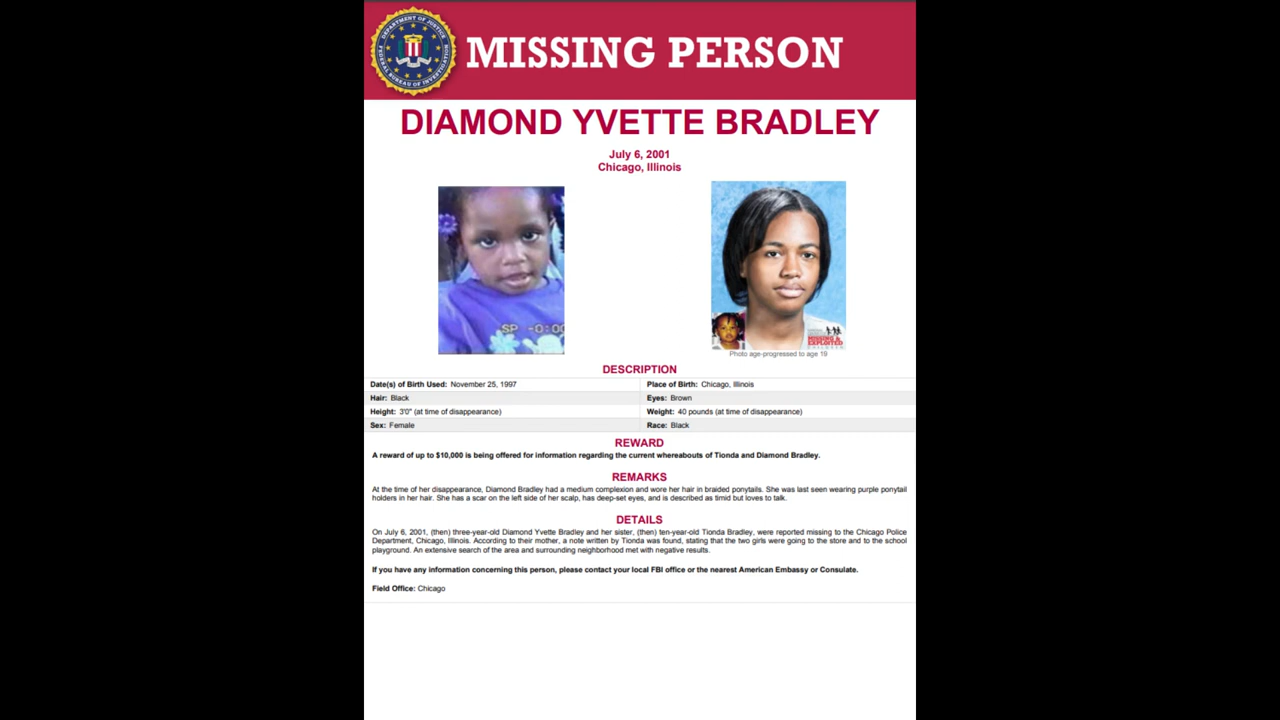 MISSING PERSON
DIAMOND YVETTE BRADLEY
July 6, 2001
Chicago, Illinois
SP -0:00
MISSING &
EXPLOITED
CHILDREN
Photo age-progressed to age 19
DESCRIPTION
Date(s) of Birth Used: November 25, 1997 Place of Birth: Chicago, Illinois
Hair: Black Eyes: Brown
Height: 3'0" (at time of disappearance) Weight: 40 pounds (at time of disappearance)
Sex: Female Race: Black
REWARD
A reward of up to $10,000 is being offered for information regarding the current whereabouts of Tionda and Diamond Bradley.
REMARKS
At the time of her disappearance, Diamond Bradley had a medium complexion and wore her hair in braided ponytails. She was last seen wearing purple ponytail
holders in her hair. She has a scar on the left side of her scalp, has deep-set eyes, and is described as timid but loves to talk.
DETAILS
On July 6, 2001, (then) three-year-old Diamond Yvette Bradley and her sister, (then) ten-year-old Tionda Bradley, were reported missing to the Chicago Police
Department, Chicago, Illinois. According to their mother, a note written by Tionda was found, stating that the two girls were going to the store and to the school
playground. An extensive search of the area and surrounding neighborhood met with negative results.
If you have any information concerning this person, please contact your local FBI office or the nearest American Embassy or Consulate.
Field Office: Chicago